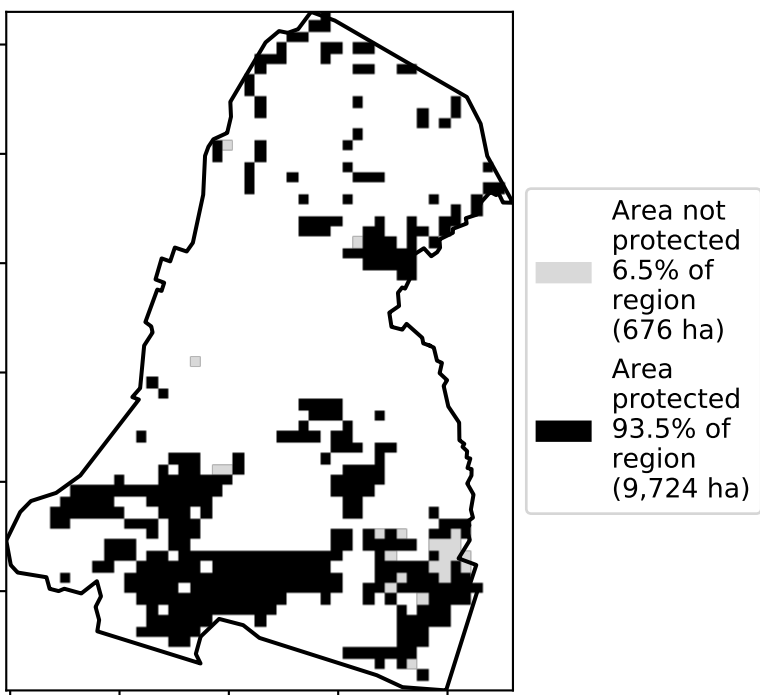 Area not
protected
6.5% of
region
(676 ha)
Area
protected
93.5% of
region
(9,724 ha)